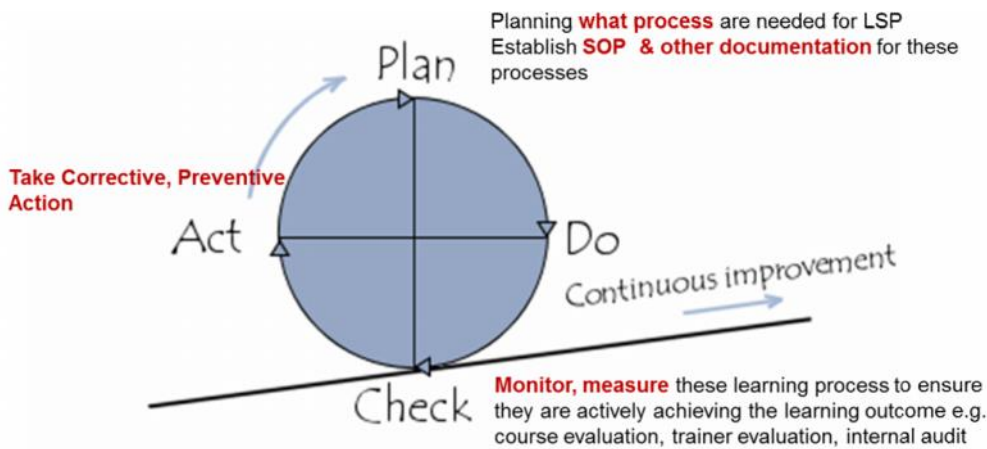 Planning what process are needed for LSP
Establish SOP & other documentation for these
processes
Plan
Take Corrective, Preventive
Action
Act
Do
Continuous improvement
Check
Monitor, measure these learning process to ensure
they are actively achieving the learning outcome e.g.
course evaluation, trainer evaluation, internal audit